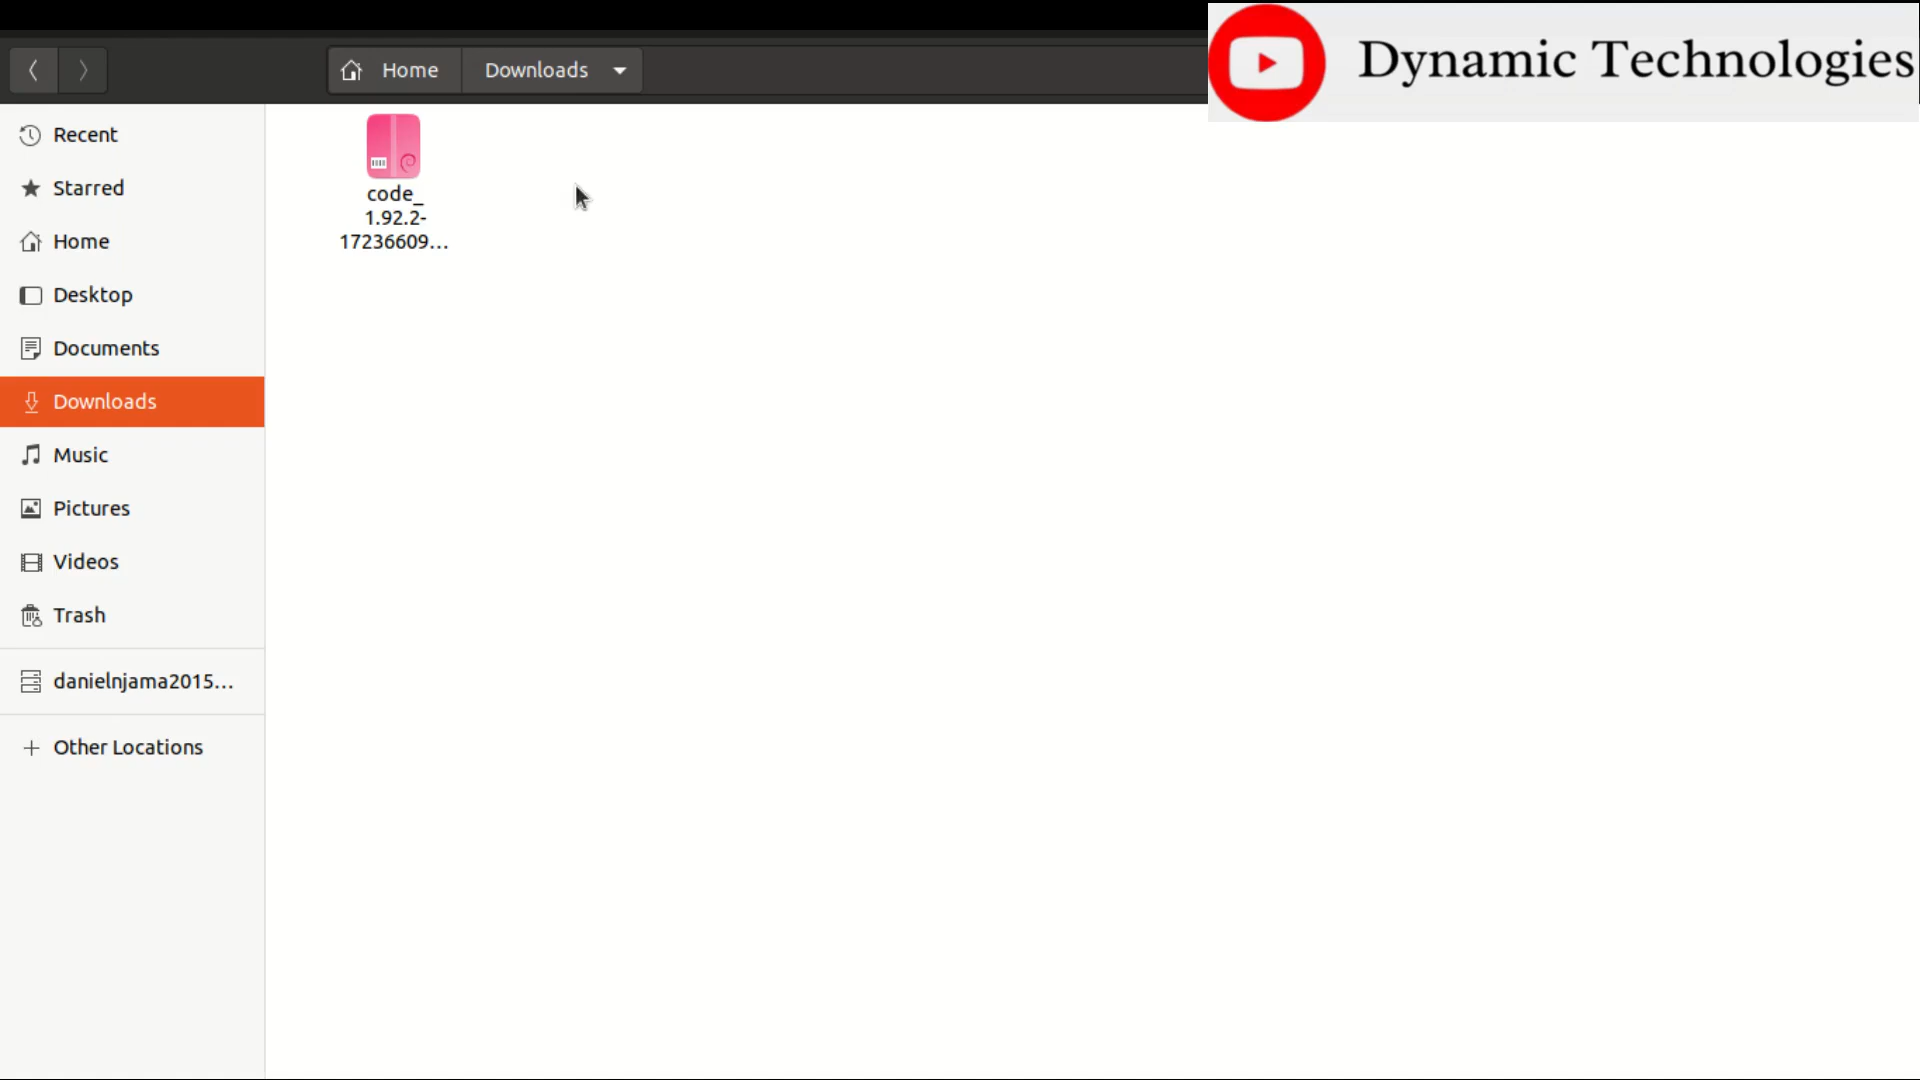 Home
Downloads
Dynamic Technologies
Recent
Starred
Home
Desktop
Documents
Downloads
Music
Pictures
Videos
Trash
danielnjama2015...
Other Locations
code_
1.92.2-
17236609...